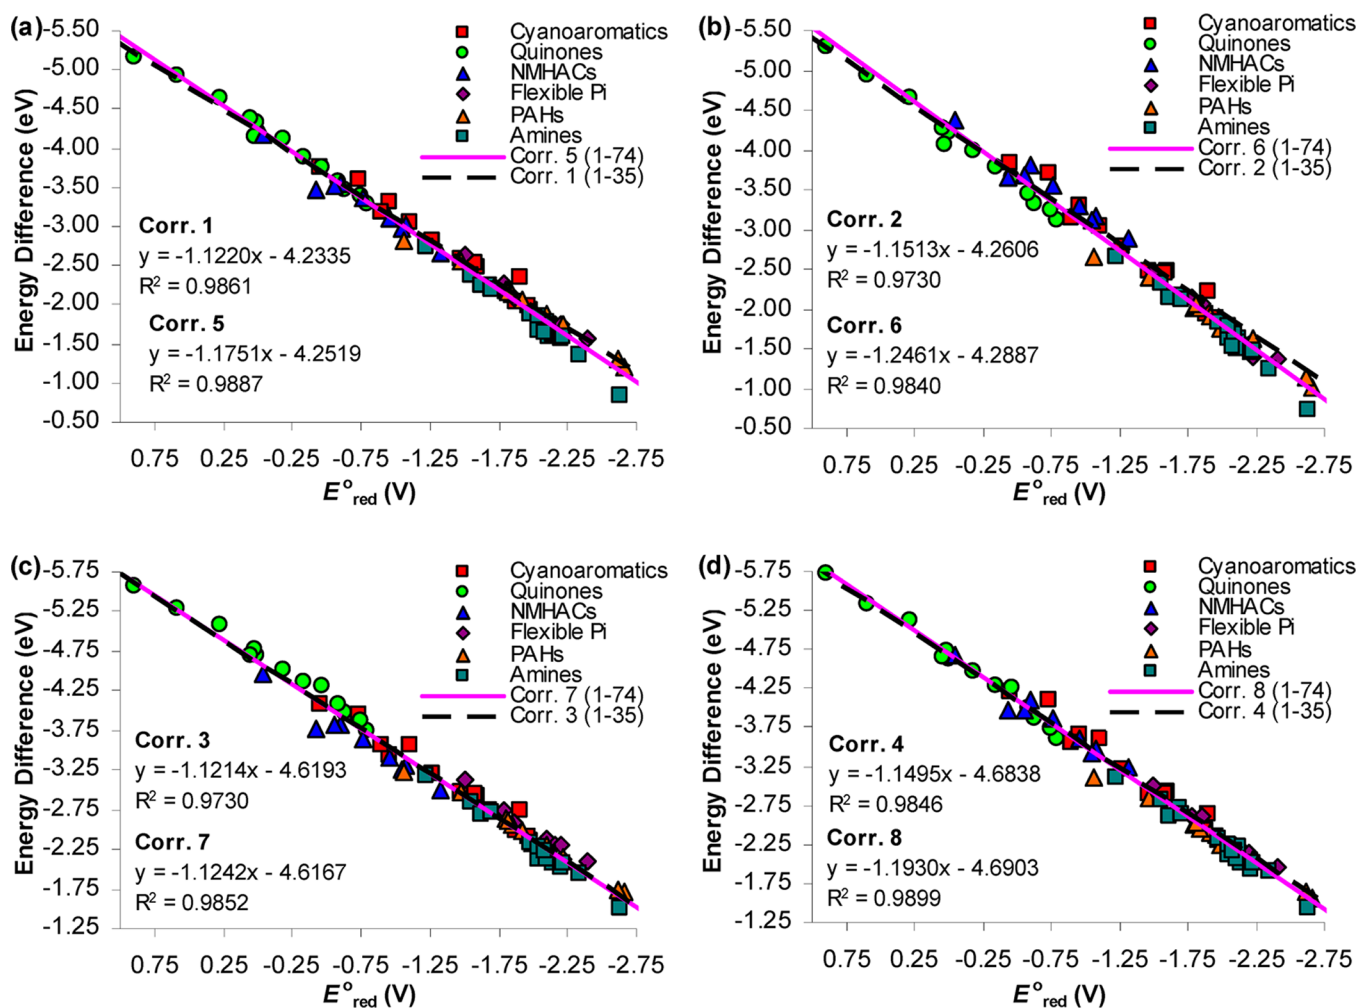 (a)
Energy Difference (eV)
-5.50
-5.00
-4.50
-4.00
-3.50
-3.00
-2.50
-2.00
-1.50
-1.00
-0.50
Cyanoaromatics
Quinones
NMHACs
Flexible Pi
PAHs
Amines
Corr. 5 (1-74)
Corr. 1 (1-35)
Corr. 1
y = -1.1220x - 4.2335
R² = 0.9861
Corr. 5
y = -1.1751x - 4.2519
R² = 0.9887
0.75 0.25 -0.25 -0.75 -1.25 -1.75 -2.25 -2.75
E°red (V)
(b)
Energy Difference (eV)
-5.50
-5.00
-4.50
-4.00
-3.50
-3.00
-2.50
-2.00
-1.50
-1.00
-0.50
Cyanoaromatics
Quinones
NMHACs
Flexible Pi
PAHs
Amines
Corr. 6 (1-74)
Corr. 2 (1-35)
Corr. 2
y = -1.1513x - 4.2606
R² = 0.9730
Corr. 6
y = -1.2461x - 4.2887
R² = 0.9840
0.75 0.25 -0.25 -0.75 -1.25 -1.75 -2.25 -2.75
E°red (V)
(c)
Energy Difference (eV)
-5.75
-5.25
-4.75
-4.25
-3.75
-3.25
-2.75
-2.25
-1.75
-1.25
Cyanoaromatics
Quinones
NMHACs
Flexible Pi
PAHs
Amines
Corr. 7 (1-74)
Corr. 3 (1-35)
Corr. 3
y = -1.1214x - 4.6193
R² = 0.9730
Corr. 7
y = -1.1242x - 4.6167
R² = 0.9852
0.75 0.25 -0.25 -0.75 -1.25 -1.75 -2.25 -2.75
E°red (V)
(d)
Energy Difference (eV)
-5.75
-5.25
-4.75
-4.25
-3.75
-3.25
-2.75
-2.25
-1.75
-1.25
Cyanoaromatics
Quinones
NMHACs
Flexible Pi
PAHs
Amines
Corr. 8 (1-74)
Corr. 4 (1-35)
Corr. 4
y = -1.1495x - 4.6838
R² = 0.9846
Corr. 8
y = -1.1930x - 4.6903
R² = 0.9899
0.75 0.25 -0.25 -0.75 -1.25 -1.75 -2.25 -2.75
E°red (V)